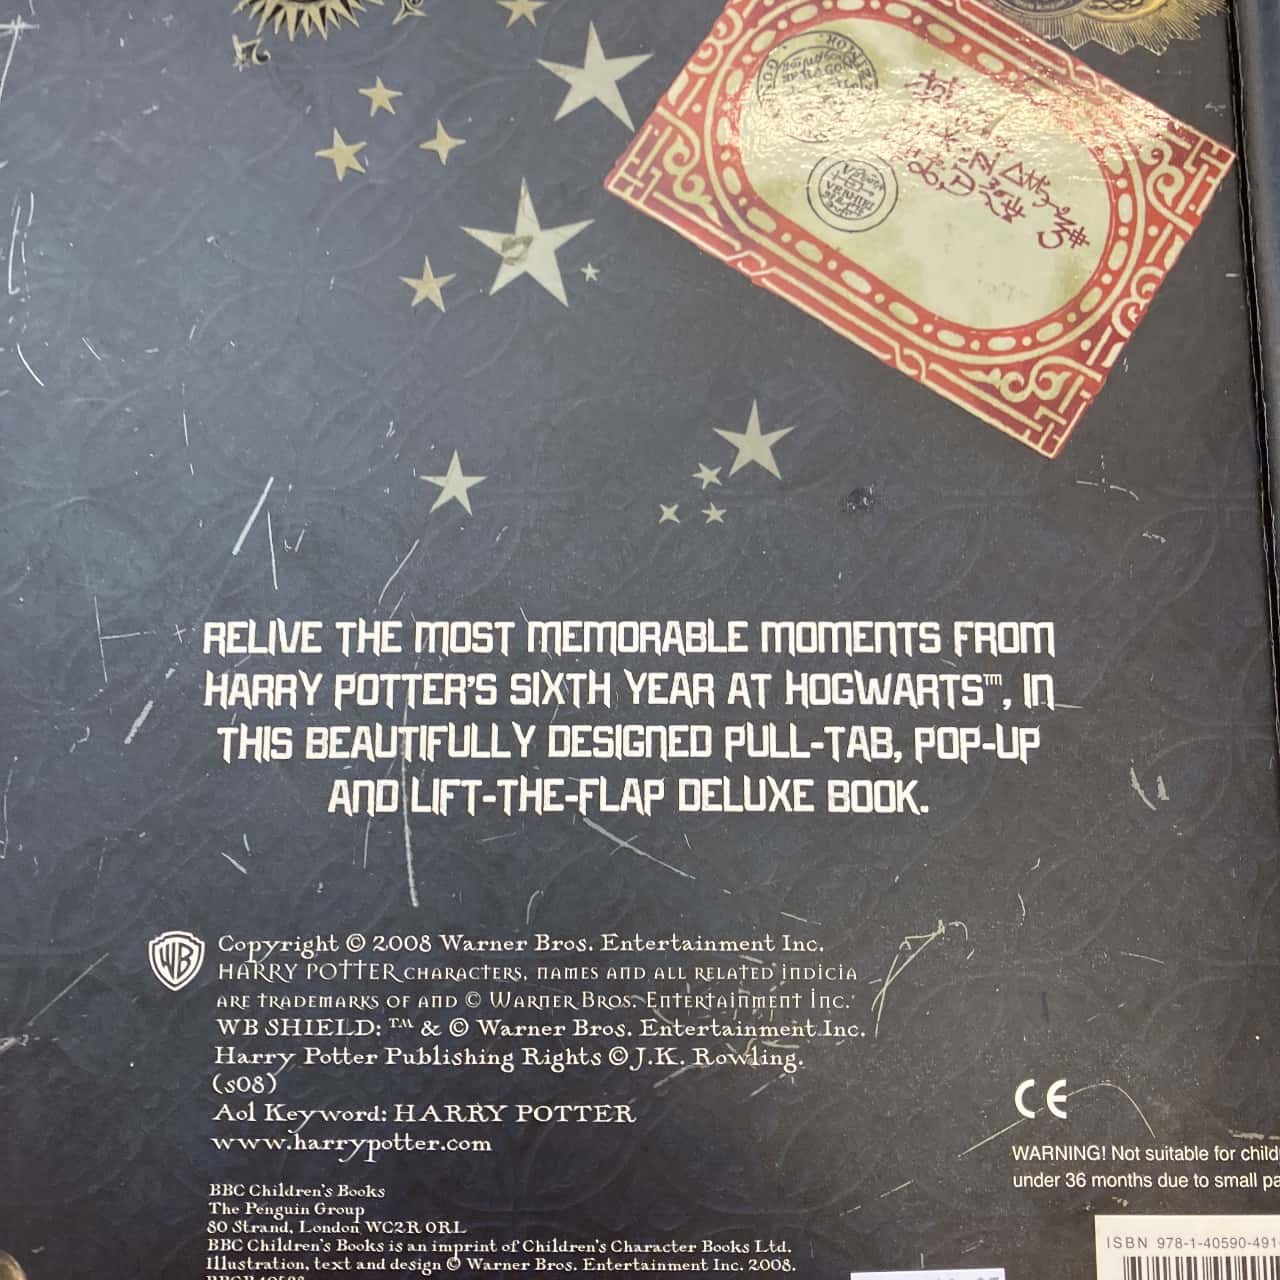 RELIVE THE MOST MEMORABLE MOMENTS FROM
HARRY POTTER'S SIXTH YEAR AT HOGWARTS™, IN
THIS BEAUTIFULLY DESIGNED PULL-TAB, POP-UP
AND LIFT-THE-FLAP DELUXE BOOK.
WB
Copyright © 2008 Warner Bros. Entertainment Inc.
HARRY POTTER CHARACTERS, NAMES AND ALL RELATED INDICIA
ARE TRADEMARKS OF AND © WARNER BROS. ENTERTAINMENT INC.
WB SHIELD: ™ & © Warner Bros. Entertainment Inc.
Harry Potter Publishing Rights © J.K. Rowling.
(s08)
Aol Keyword: HARRY POTTER
www.harrypotter.com
BBC Children's Books
The Penguin Group
80 Strand, London WC2R 0RL
BBC Children's Books is an imprint of Children's Character Books Ltd.
Illustration, text and design © Warner Bros. Entertainment Inc. 2008.
CE
WARNING! Not suitable for
under 36 months due to small
ISBN 978-1-40590-491-